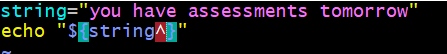 string="you have assessments tomorrow"
echo "${string^}"
~